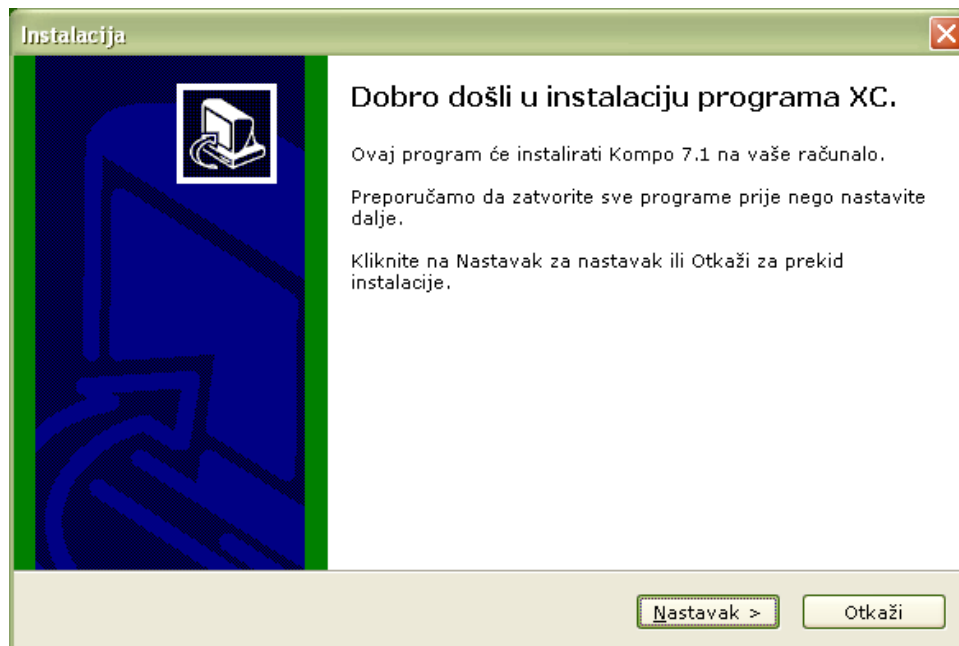 Instalacija
Dobro došli u instalaciju programa XC.
Ovaj program će instalirati Kompo 7.1 na vaše računalo.
Preporučamo da zatvorite sve programe prije nego nastavite
dalje.
Kliknite na Nastavak za nastavak ili Otkaži za prekid
instalacije.
Nastavak >
Otkaži